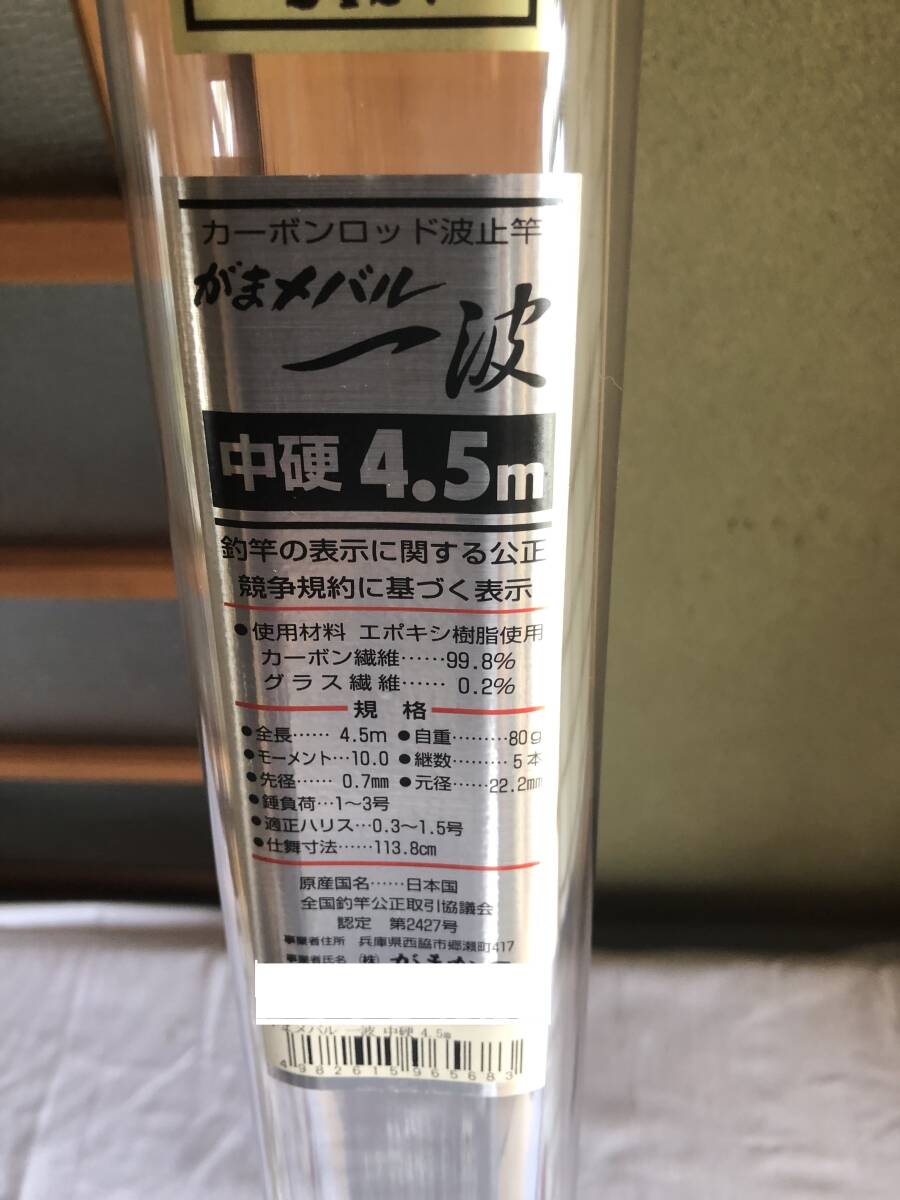 カーボンロッド波止竿
がまメバル
一波
中硬 4.5m
釣竿の表示に関する公正
競争規約に基づく表示
●使用材料 エポキシ樹脂使用
カーボン繊維……99.8%
グラス繊維…… 0.2%
規 格
●全長…… 4.5m ●自重………80g
●モーメント…10.0 ●継数………5本
●先径…… 0.7mm ●元径……22.2mm
●錘負荷…1〜3号
●適正ハリス…0.3〜1.5号
●仕舞寸法……113.8cm
原産国名……日本国
全国釣竿公正取引協議会
認定 第2427号
事業者住所 兵庫県西脇市郷瀬町417
事業者氏名 (株)
メバル 一波 中硬 4.5m
4982615965683